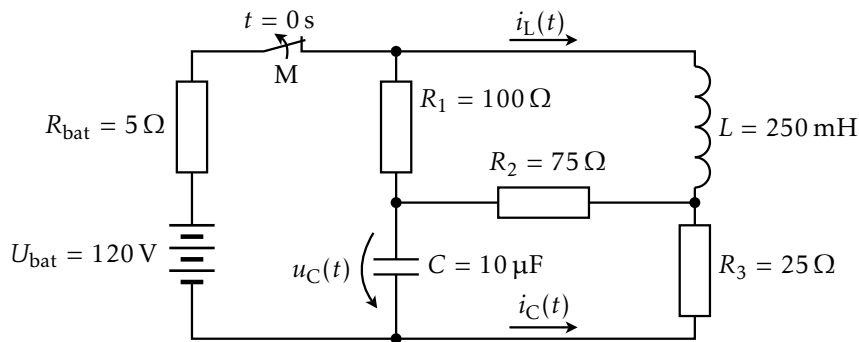 t = 0 s
i_L(t)
M
R_1 = 100 Ω
R_bat = 5 Ω
L = 250 mH
R_2 = 75 Ω
U_bat = 120 V
u_C(t)
C = 10 µF
R_3 = 25 Ω
i_C(t)